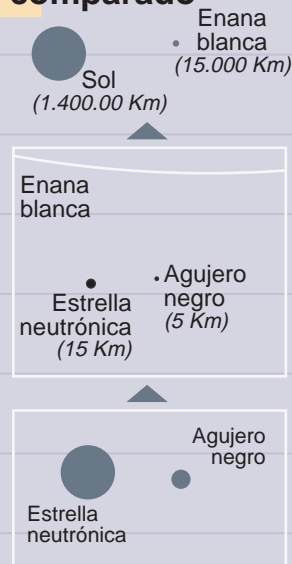 comparado
Enana
blanca
(15.000 Km)
Sol
(1.400.00 Km)
Enana
blanca
Agujero
negro
(5 Km)
Estrella
neutrónica
(15 Km)
Agujero
negro
Estrella
neutrónica